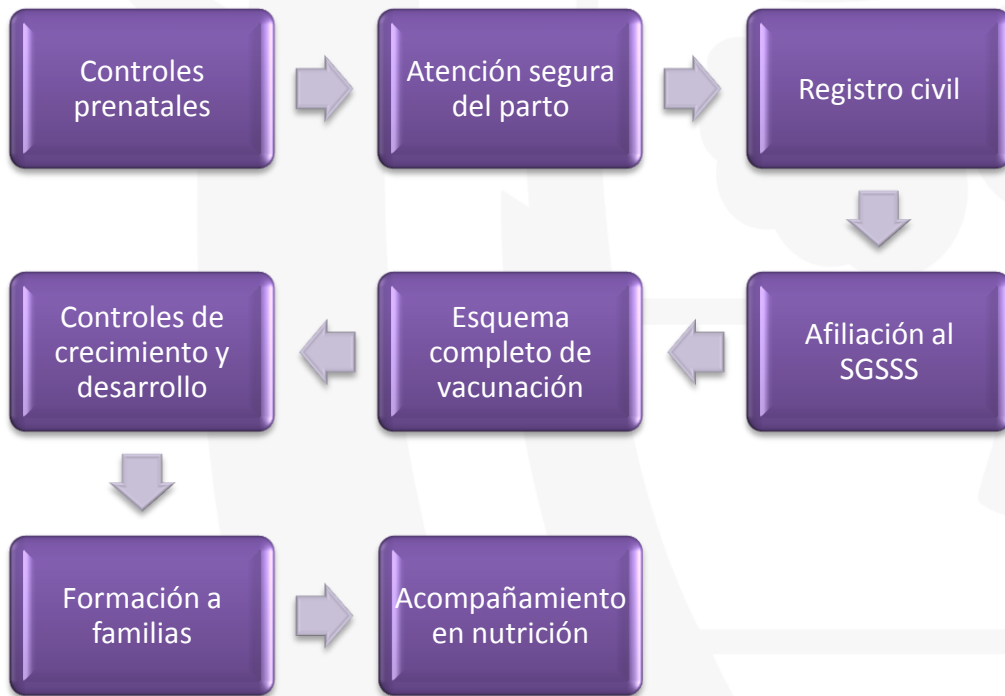 Controles
prenatales
Atención segura
del parto
Registro civil
Afiliación al
SGSSS
Esquema
completo de
vacunación
Controles de
crecimiento y
desarrollo
Formación a
familias
Acompañamiento
en nutrición